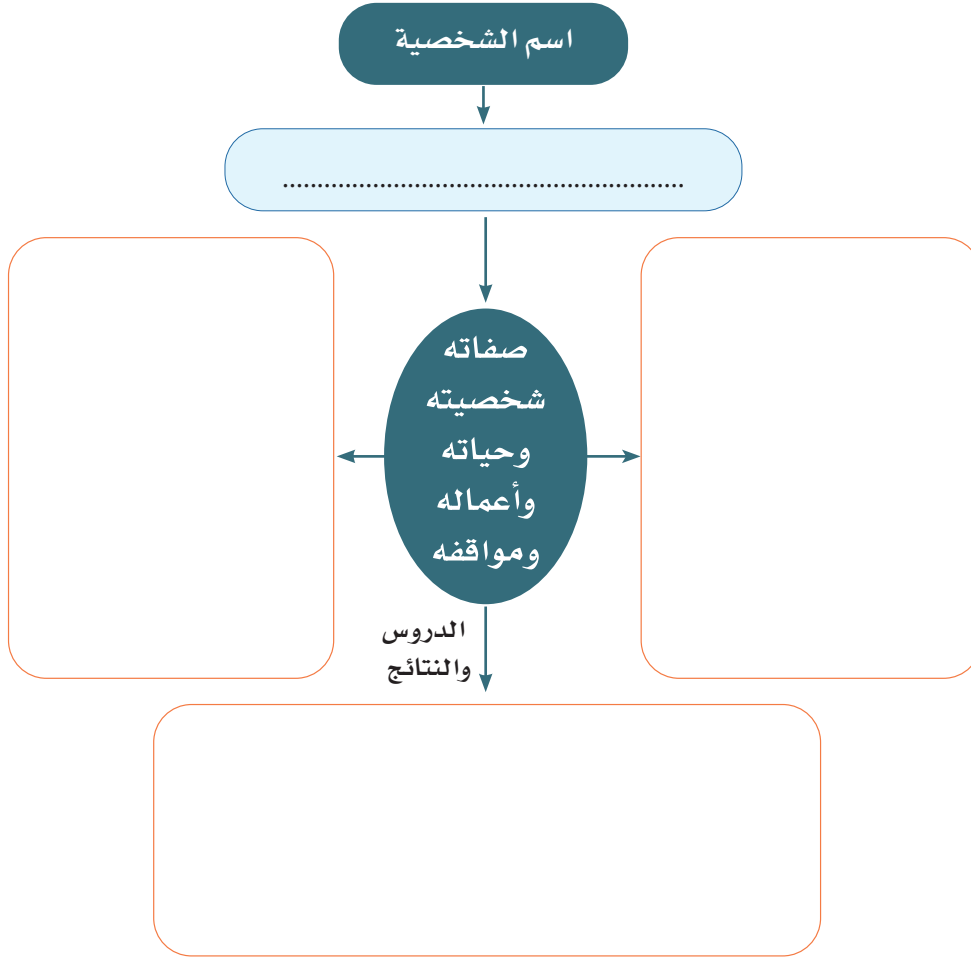 اسم الشخصية
..........................................................
صفاته
شخصيته
وحياته
وأعماله
ومواقفه
الدروس
والنتائج